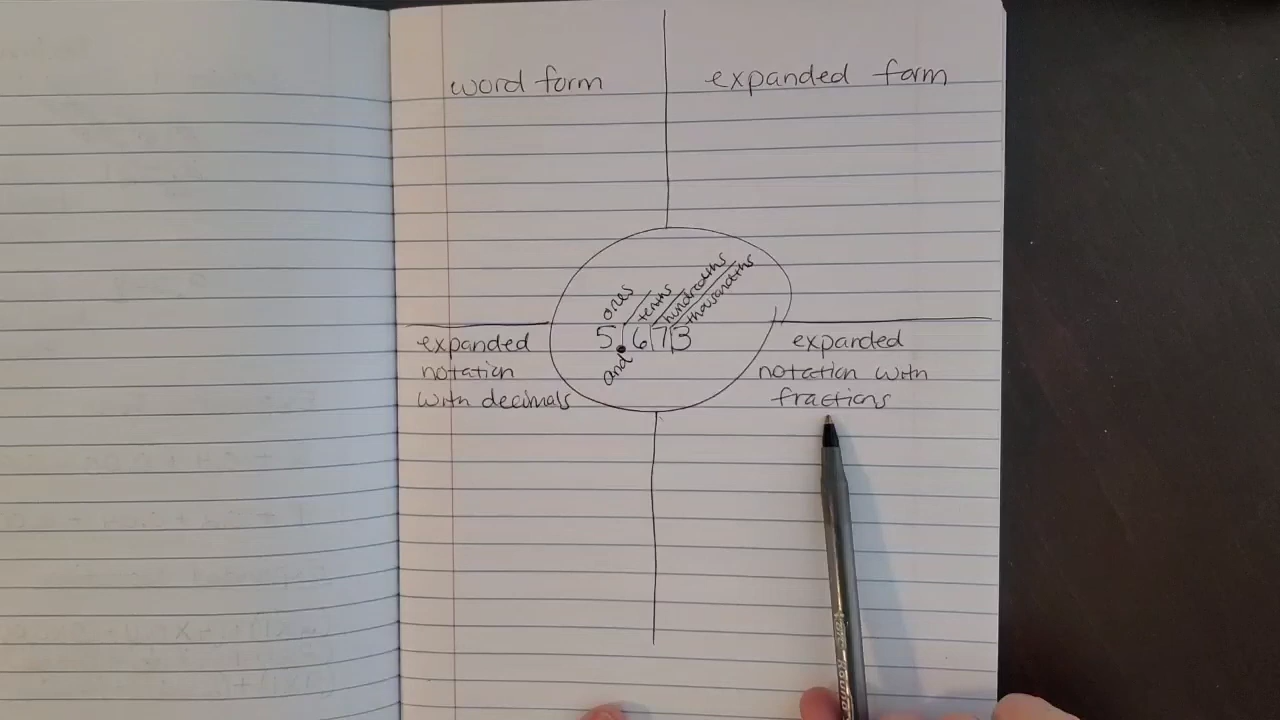 word form
expanded form
ones
tenths
hundredths
thousandths
5.673
and
expanded
notation
with decimals
expanded
notation with
fractions